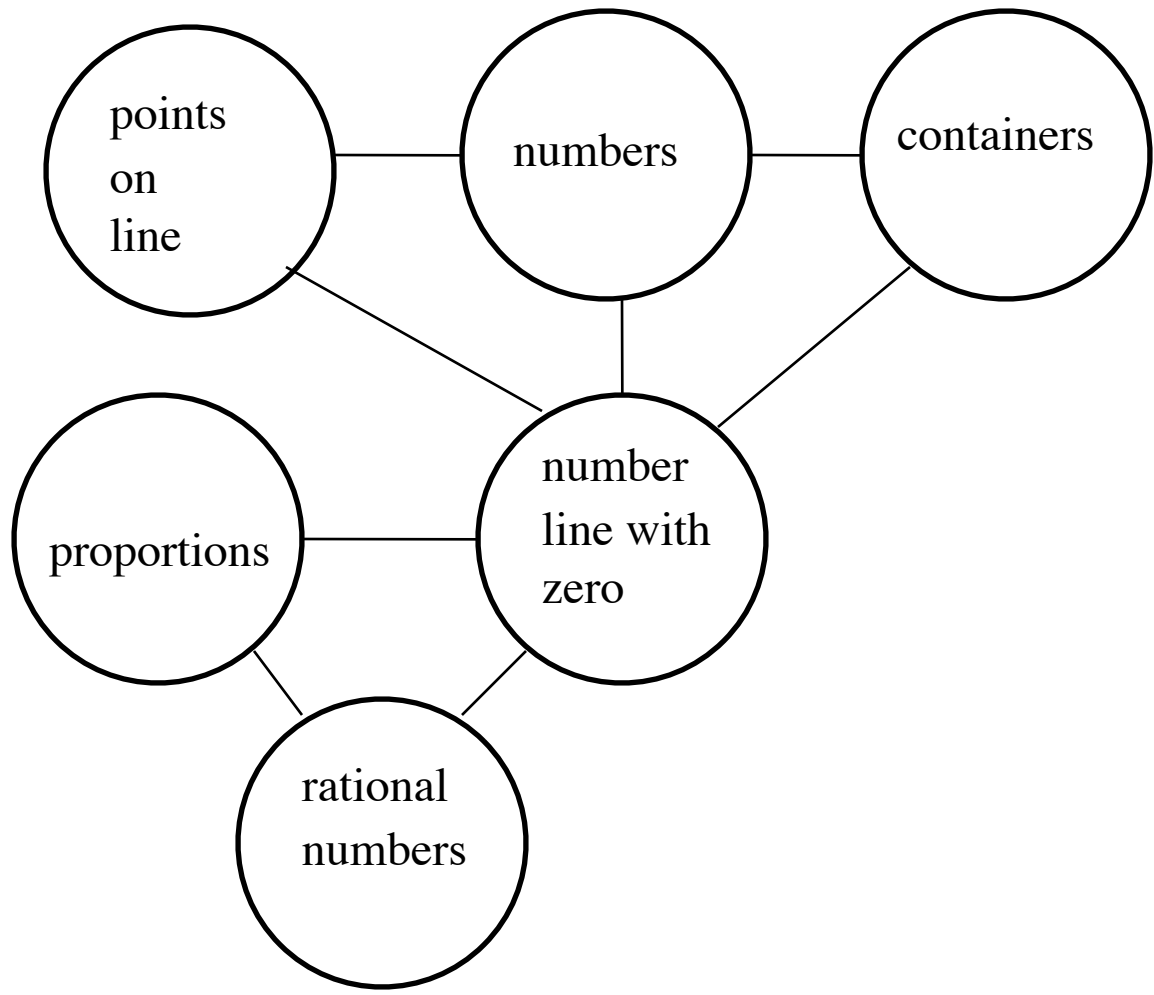 points
on
line
numbers
containers
proportions
number
line with
zero
rational
numbers